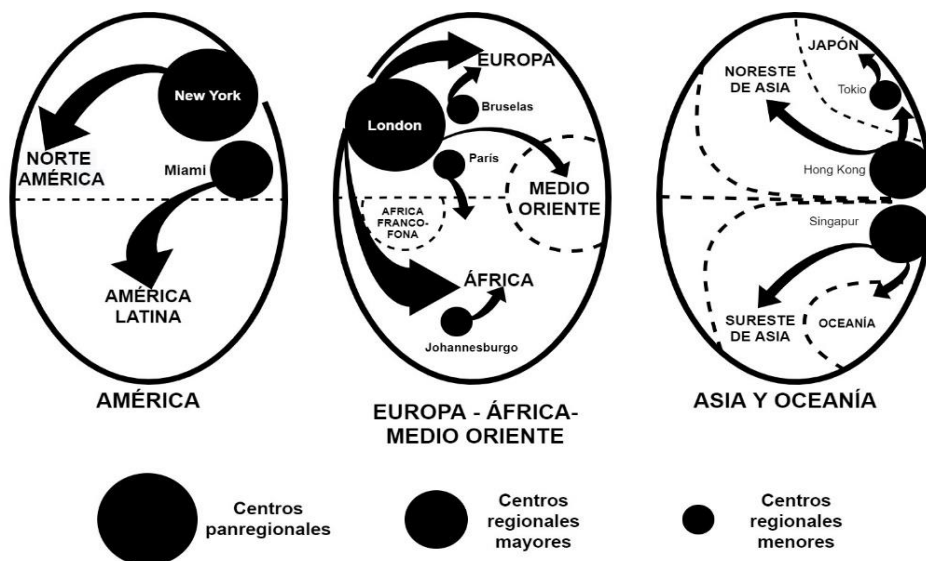 New York
NORTE
AMÉRICA
Miami
AMÉRICA
LATINA
AMÉRICA
EUROPA
Bruselas
London
París
MEDIO
ORIENTE
AFRICA
FRANCO-
FONA
ÁFRICA
Johannesburgo
EUROPA - ÁFRICA-
MEDIO ORIENTE
JAPÓN
NORESTE
DE ASIA
Tokio
Hong Kong
Singapur
SURESTE
DE ASIA
OCEANÍA
ASIA Y OCEANÍA
Centros
panregionales
Centros
regionales
mayores
Centros
regionales
menores